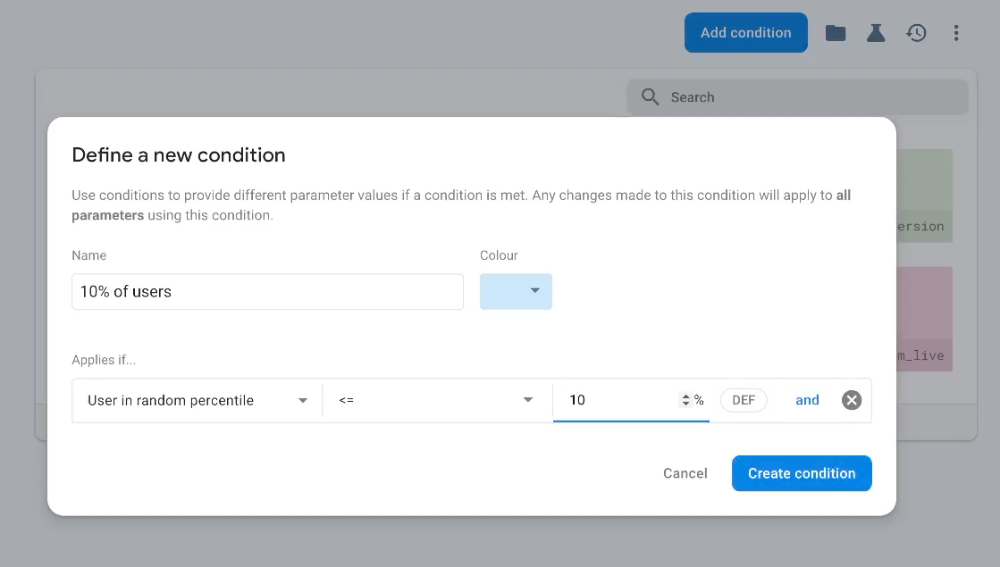 Add condition
Search
Define a new condition
Use conditions to provide different parameter values if a condition is met. Any changes made to this condition will apply to all
parameters using this condition.
ersion
Name
Colour
10% of users
m_live
Applies if...
User in random percentile
<=
10
%
DEF
and
Cancel
Create condition